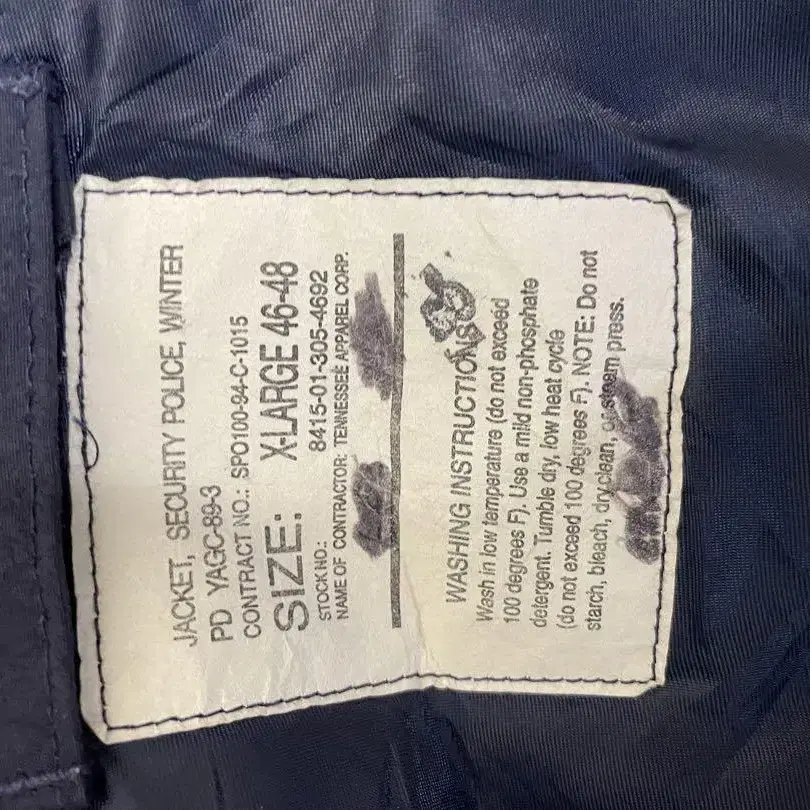 JACKET, SECURITY POLICE, WINTER
PD YAGC-89-3
CONTRACT NO.: SPO100-94-C-1015
SIZE: X-LARGE 46-48
STOCK NO.: 8415-01-305-4692
NAME OF CONTRACTOR: TENNESSEE APPAREL CORP.
WASHING INSTRUCTIONS
Wash in low temperature (do not exceed
100 degrees F). Use a mild non-phosphate
detergent. Tumble dry, low heat cycle
(do not exceed 100 degrees F). NOTE: Do not
starch, bleach, dry clean, or steam press.